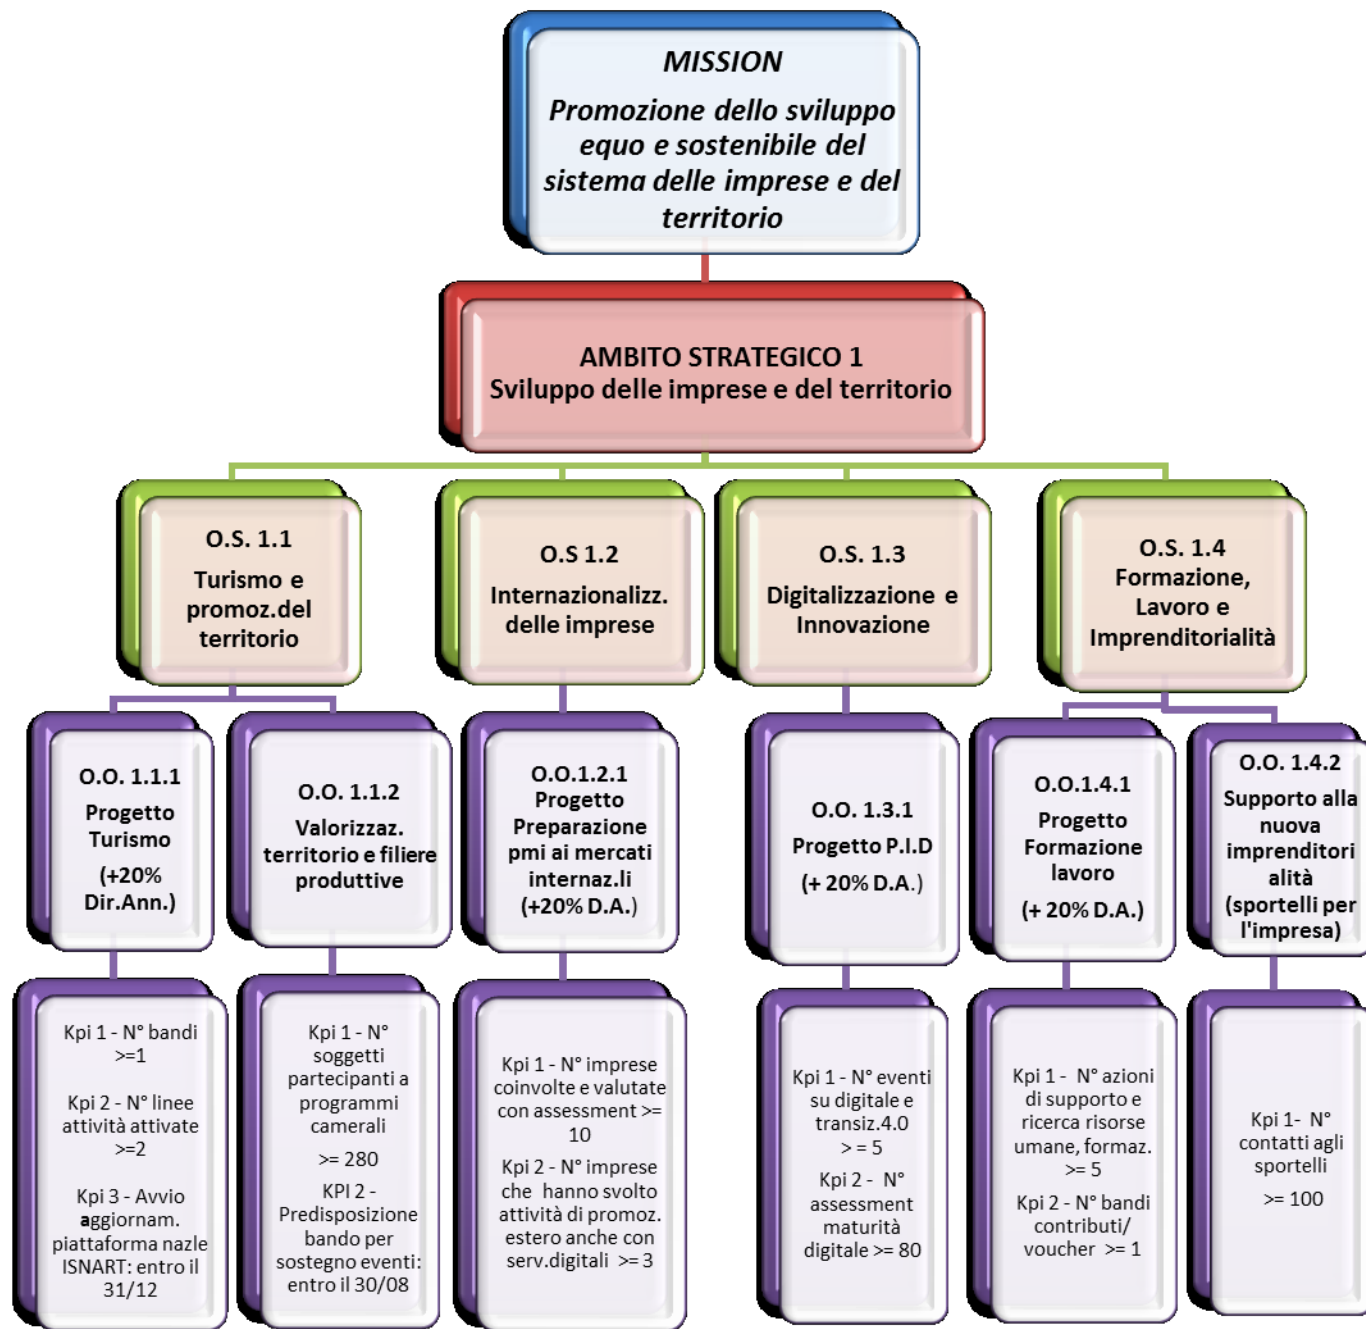 MISSION
Promozione dello sviluppo
equo e sostenibile del
sistema delle imprese e del
territorio
AMBITO STRATEGICO 1
Sviluppo delle imprese e del territorio
O.S. 1.1
Turismo e
promoz.del
territorio
O.S 1.2
Internazionalizz.
delle imprese
O.S. 1.3
Digitalizzazione e
Innovazione
O.S. 1.4
Formazione,
Lavoro e
Imprenditorialità
O.O. 1.1.1
Progetto
Turismo
(+20%
Dir.Ann.)
O.O. 1.1.2
Valorizzaz.
territorio e filiere
produttive
O.O.1.2.1
Progetto
Preparazione
pmi ai mercati
internaz.li
(+20% D.A.)
O.O. 1.3.1
Progetto P.I.D
(+ 20% D.A.)
O.O.1.4.1
Progetto
Formazione
lavoro
(+ 20% D.A.)
O.O. 1.4.2
Supporto alla
nuova
imprenditori
alità
(sportelli per
l'impresa)
Kpi 1 - N° bandi
>=1
Kpi 2 - N° linee
attività attivate
>=2
Kpi 3 - Avvio
aggiornam.
piattaforma nazle
ISNART: entro il
31/12
Kpi 1 - N°
soggetti
partecipanti a
programmi
camerali
>= 280
KPI 2 -
Predisposizione
bando per
sostegno eventi:
entro il 30/08
Kpi 1 - N° imprese
coinvolte e valutate
con assessment >=
10
Kpi 2 - N° imprese
che hanno svolto
attività di promoz.
estero anche con
serv.digitali >= 3
Kpi 1 - N° eventi
su digitale e
transiz.4.0
> = 5
Kpi 2 - N°
assessment
maturità
digitale >= 80
Kpi 1 - N° azioni
di supporto e
ricerca risorse
umane, formaz.
>= 5
Kpi 2 - N° bandi
contributi/
voucher >= 1
Kpi 1- N°
contatti agli
sportelli
>= 100